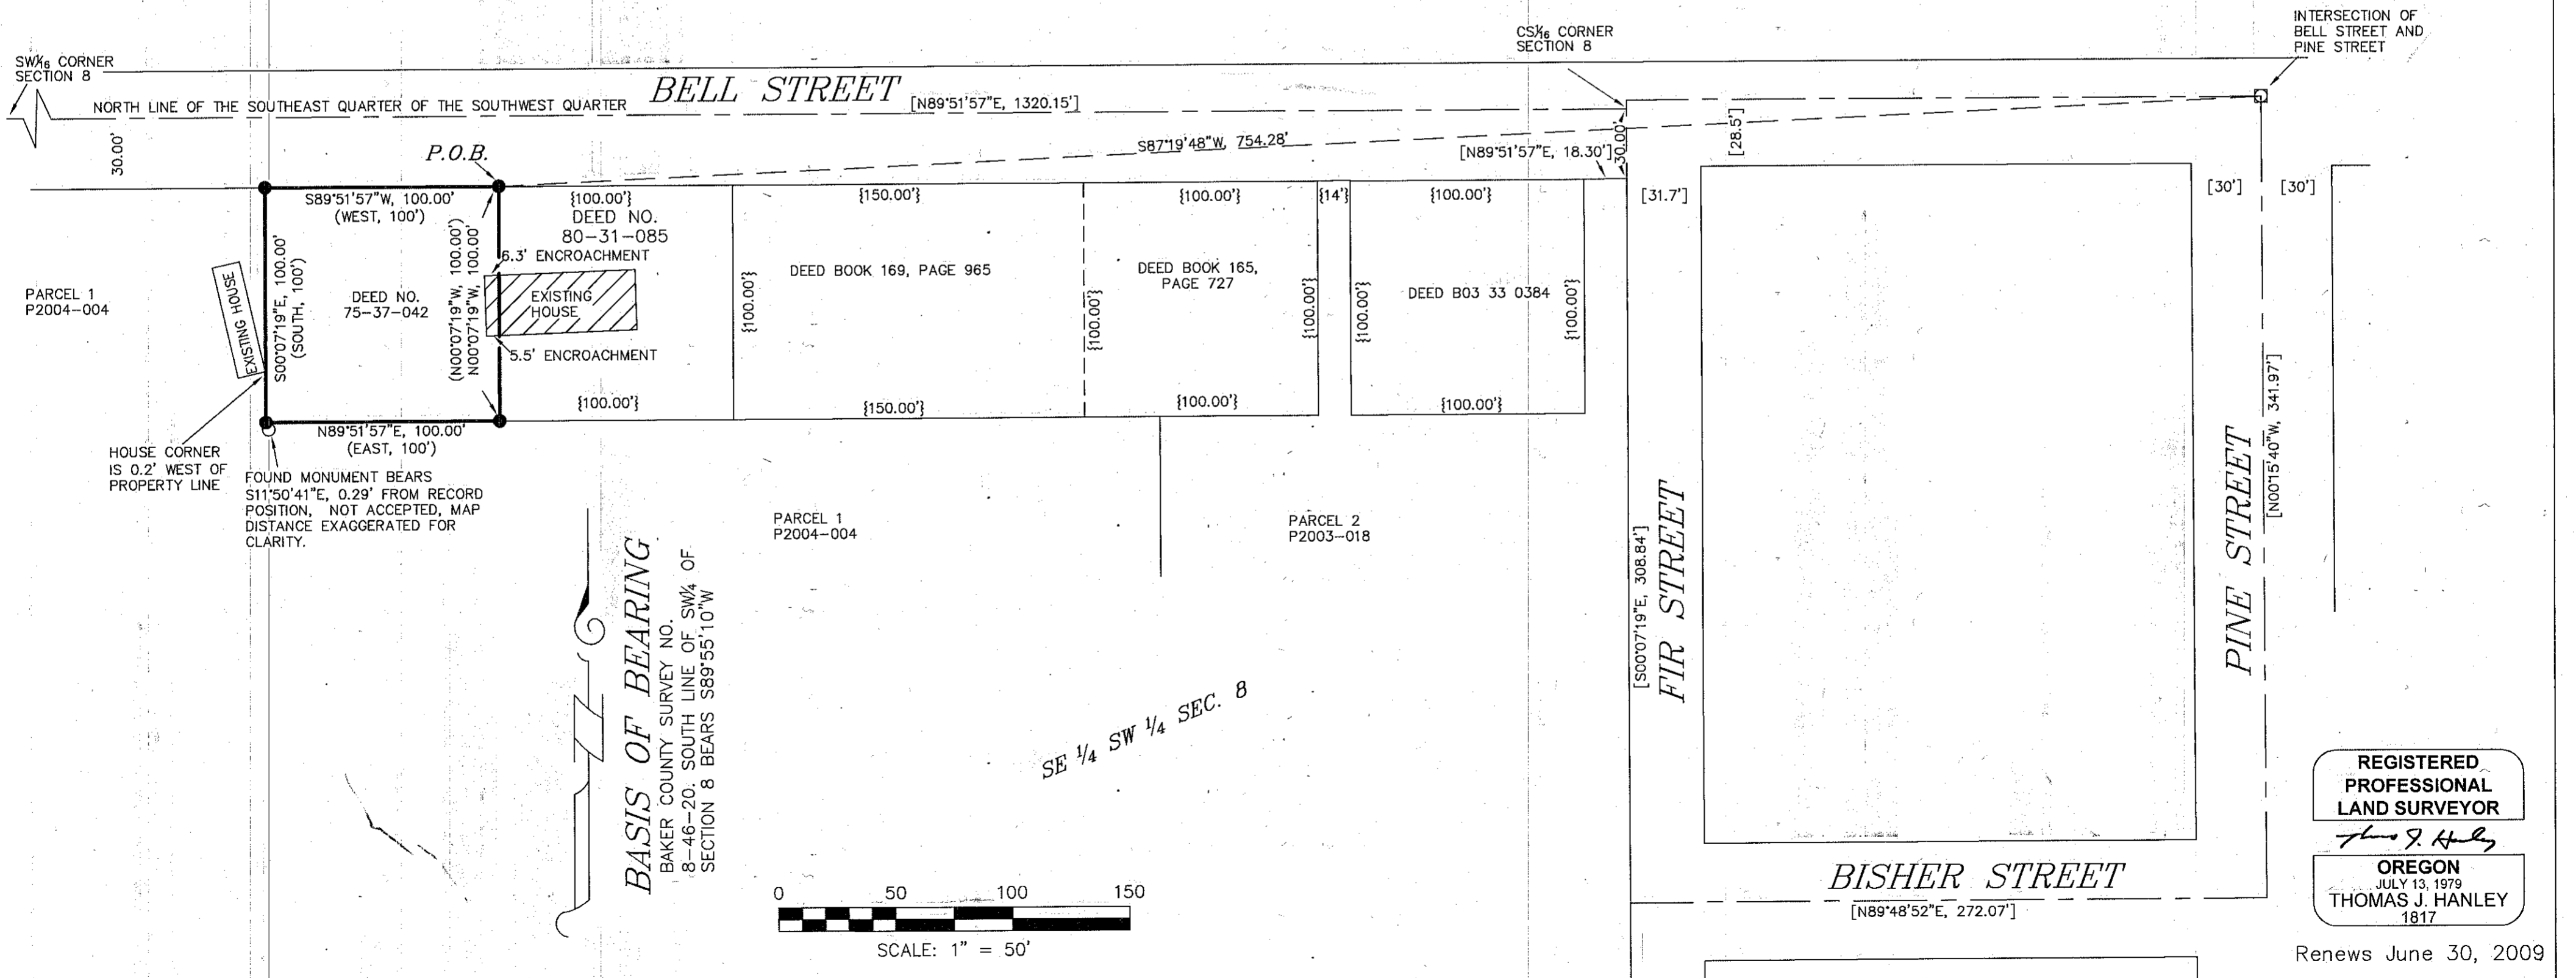 INTERSECTION OF
BELL STREET AND
PINE STREET
CS1/16 CORNER
SECTION 8
SW1/16 CORNER
SECTION 8
BELL STREET
NORTH LINE OF THE SOUTHEAST QUARTER OF THE SOUTHWEST QUARTER
[N89°51'57"E, 1320.15']
30.00'
P.O.B.
S87°19'48"W, 754.28'
[N89°51'57"E, 18.30']
30.00'
[28.5']
S89°51'57"W, 100.00'
(WEST, 100')
{100.00'}
{150.00'}
{100.00'}
{14'}
{100.00'}
[31.7']
[30']
[30']
DEED NO.
80-31-085
6.3' ENCROACHMENT
EXISTING HOUSE
S00°07'19"E, 100.00'
(SOUTH, 100')
DEED NO.
75-37-042
(N00°07'19"W, 100.00')
N00°07'19"W, 100.00'
EXISTING
HOUSE
5.5' ENCROACHMENT
PARCEL 1
P2004-004
{100.00'}
DEED BOOK 169, PAGE 965
{100.00'}
DEED BOOK 165,
PAGE 727
{100.00'}
{100.00'}
DEED B03 33 0384
{100.00'}
{100.00'}
{150.00'}
{100.00'}
{100.00'}
N89°51'57"E, 100.00'
(EAST, 100')
HOUSE CORNER
IS 0.2' WEST OF
PROPERTY LINE
FOUND MONUMENT BEARS
S11°50'41"E, 0.29' FROM RECORD
POSITION, NOT ACCEPTED, MAP
DISTANCE EXAGGERATED FOR
CLARITY.
PARCEL 1
P2004-004
PARCEL 2
P2003-018
BASIS OF BEARING
BAKER COUNTY SURVEY NO.
8-46-20. SOUTH LINE OF SW1/4 OF
SECTION 8 BEARS S89°55'10"W
SE 1/4 SW 1/4 SEC. 8
[S00°07'19"E, 308.84']
FIR STREET
PINE STREET
[N00°15'40"W, 341.97']
BISHER STREET
[N89°48'52"E, 272.07']
0 50 100 150
SCALE: 1" = 50'
REGISTERED
PROFESSIONAL
LAND SURVEYOR
Thomas J. Hanley
OREGON
JULY 13, 1979
THOMAS J. HANLEY
1817
Renews June 30, 2009